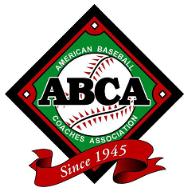 AMERICAN BASEBALL
ABCA
COACHES ASSOCIATION
Since 1945